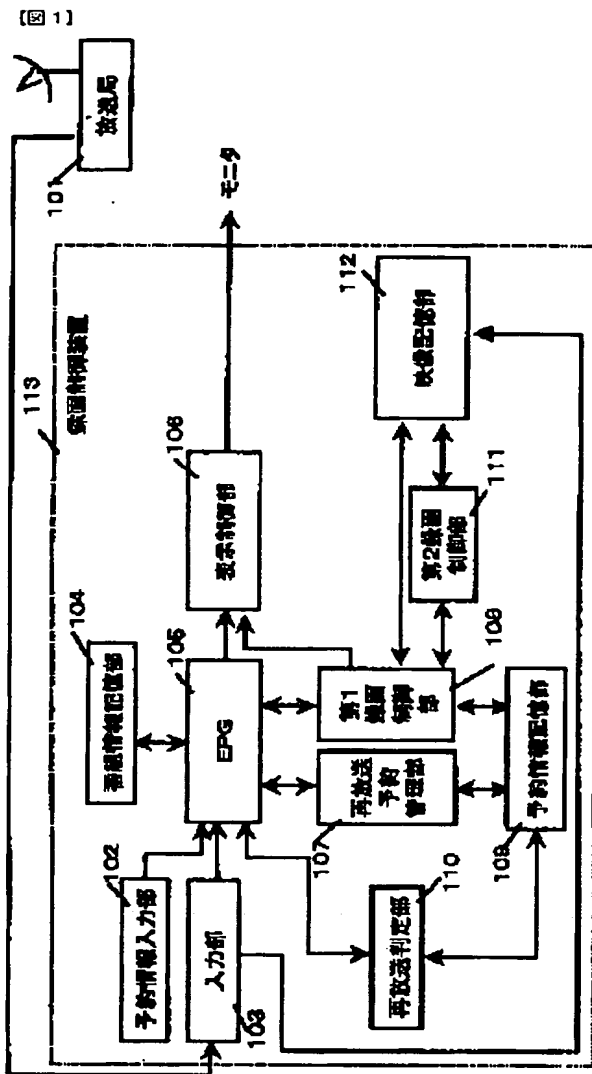 【図 1】
放送局
101
モニタ
113
録画制御装置
106
表示制御部
112
映像記憶部
111
第2録画
制御部
104
番組情報記憶部
105
EPG
108
第1
録画
制御
部
再放送
予約
管理部
107
予約情報記憶部
109
102
予約情報入力部
入力部
103
110
再放送判定部